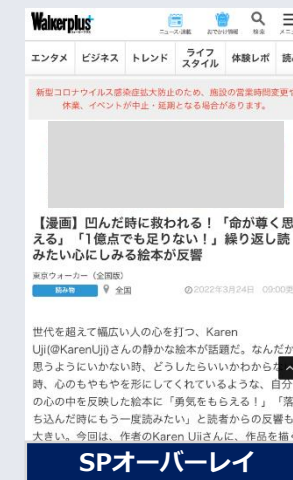 Walkerplus
ニュース・連載 おでかけ情報 検索 メニ
エンタメ ビジネス トレンド ライフスタイル 体験レポ 読
新型コロナウイルス感染症拡大防止のため、施設の営業時間変更や
休業、イベントが中止・延期となる場合があります。
【漫画】凹んだ時に救われる！「命が尊く思
える」「1億点でも足りない！」繰り返し読
みたい心にしみる絵本が反響
東京ウォーカー（全国版）
読み物 全国 2022年3月24日 09:00更
世代を超えて幅広い人の心を打つ、Karen
Uji(@KarenUji)さんの静かな絵本が話題だ。なんだか
思うようにいかない時、どうしたらいいかわからな
時、心のもやもやを形にしてくれているような、自分
の心の中を反映した絵本に「勇気をもらえる！」「落
ち込んだ時にもう一度読みたい」と読者からの反響も
大きい。今回は、作者のKaren Ujiさんに、作品を描く
SPオーバーレイ